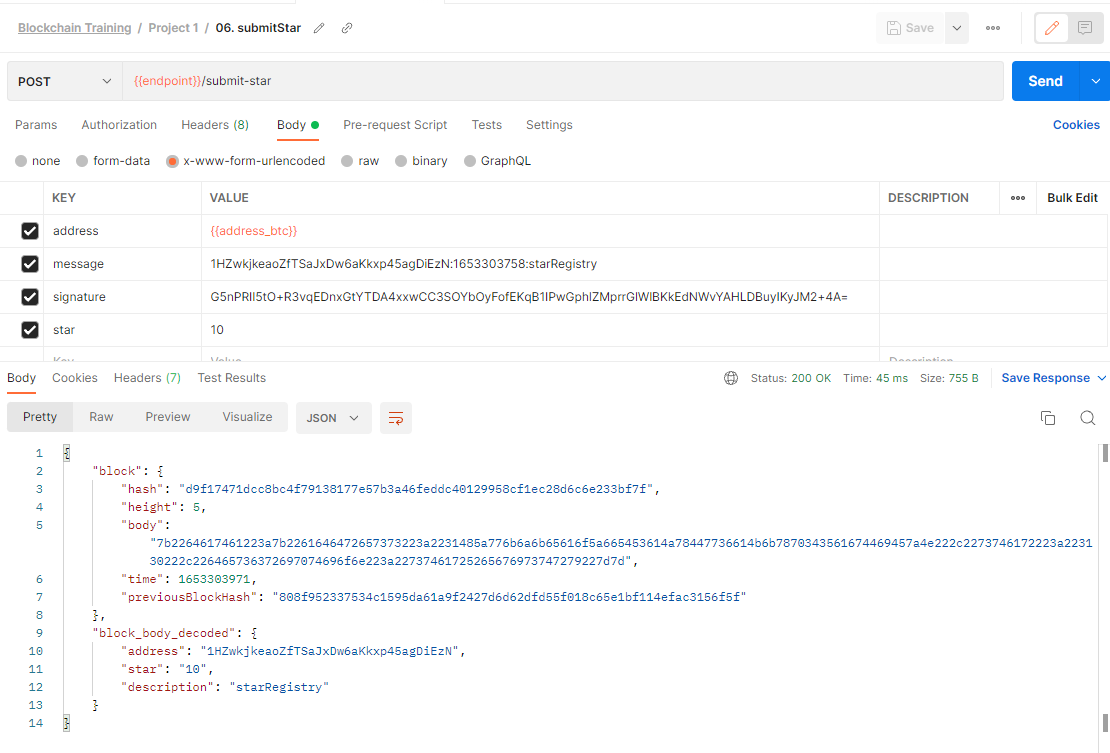 Blockchain Training / Project 1 / 06. submitStar
Save
POST {{endpoint}}/submit-star Send
Params Authorization Headers (8) Body Pre-request Script Tests Settings Cookies
none form-data x-www-form-urlencoded raw binary GraphQL
KEY VALUE DESCRIPTION Bulk Edit
address {{address_btc}}
message 1HZwkjkeaoZfTSaJxDw6aKkxp45agDiEzN:1653303758:starRegistry
signature
star 10
Key Value Description
Body Cookies Headers (7) Test Results Status: 200 OK Time: 45 ms Size: 755 B Save Response
Pretty Raw Preview Visualize JSON
1 {
2 "block": {
3 "hash": "d9f17471dcc8bc4f79138177e57b3a46feddc40129958cf1ec28d6c6e233bf7f",
4 "height": 5,
5 "body":
"7b2264617461223a7b2261646472657373223a2231485a776b6a6b65616f5a665453614a78447736614b6b7870343561674469457a4e222c2273746172223a2231
30222c226465736372697074696f6e223a22737461725265676973747279227d7d",
6 "time": 1653303971,
7 "previousBlockHash": "808f952337534c1595da61a9f2427d6d62dfd55f018c65e1bf114efac3156f5f"
8 },
9 "block_body_decoded": {
10 "address": "1HZwkjkeaoZfTSaJxDw6aKkxp45agDiEzN",
11 "star": "10",
12 "description": "starRegistry"
13 }
14 }